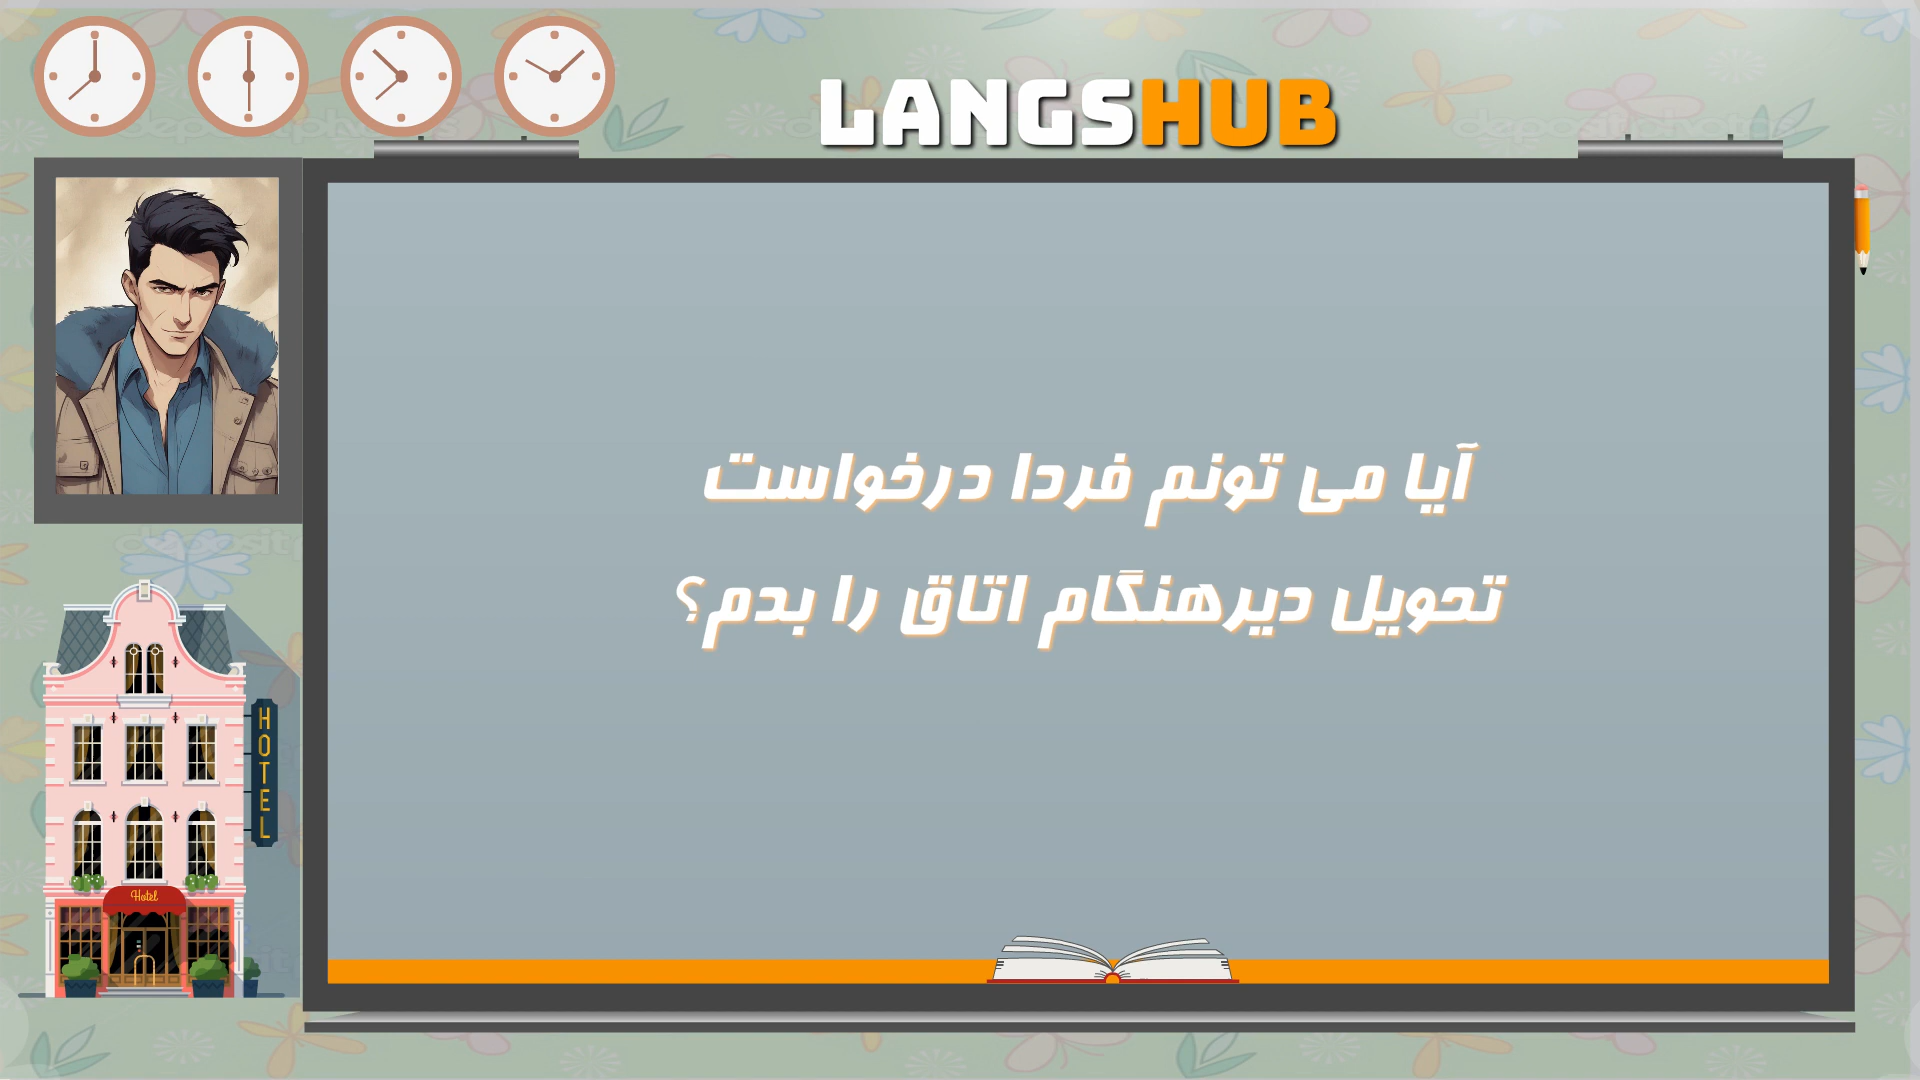 LANGSHUB
آیا می تونم فردا درخواست
تحویل دیرهنگام اتاق را بدم؟
HOTEL
Hotel